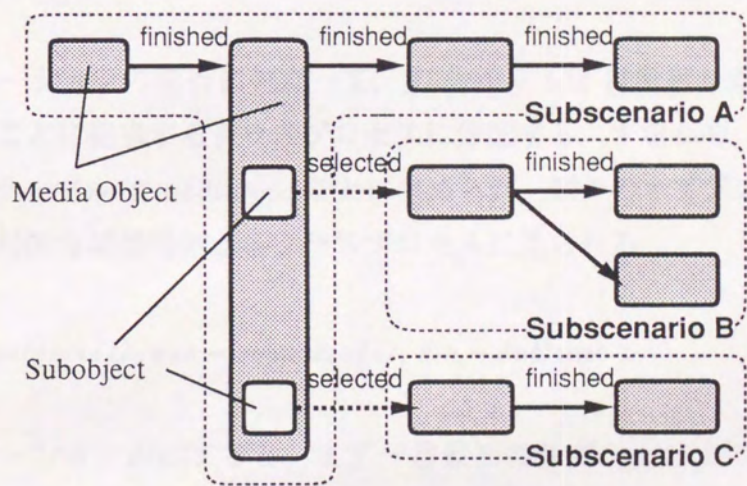 finished
finished
finished
Subscenario A
Media Object
selected
finished
Subscenario B
Subobject
selected
finished
Subscenario C